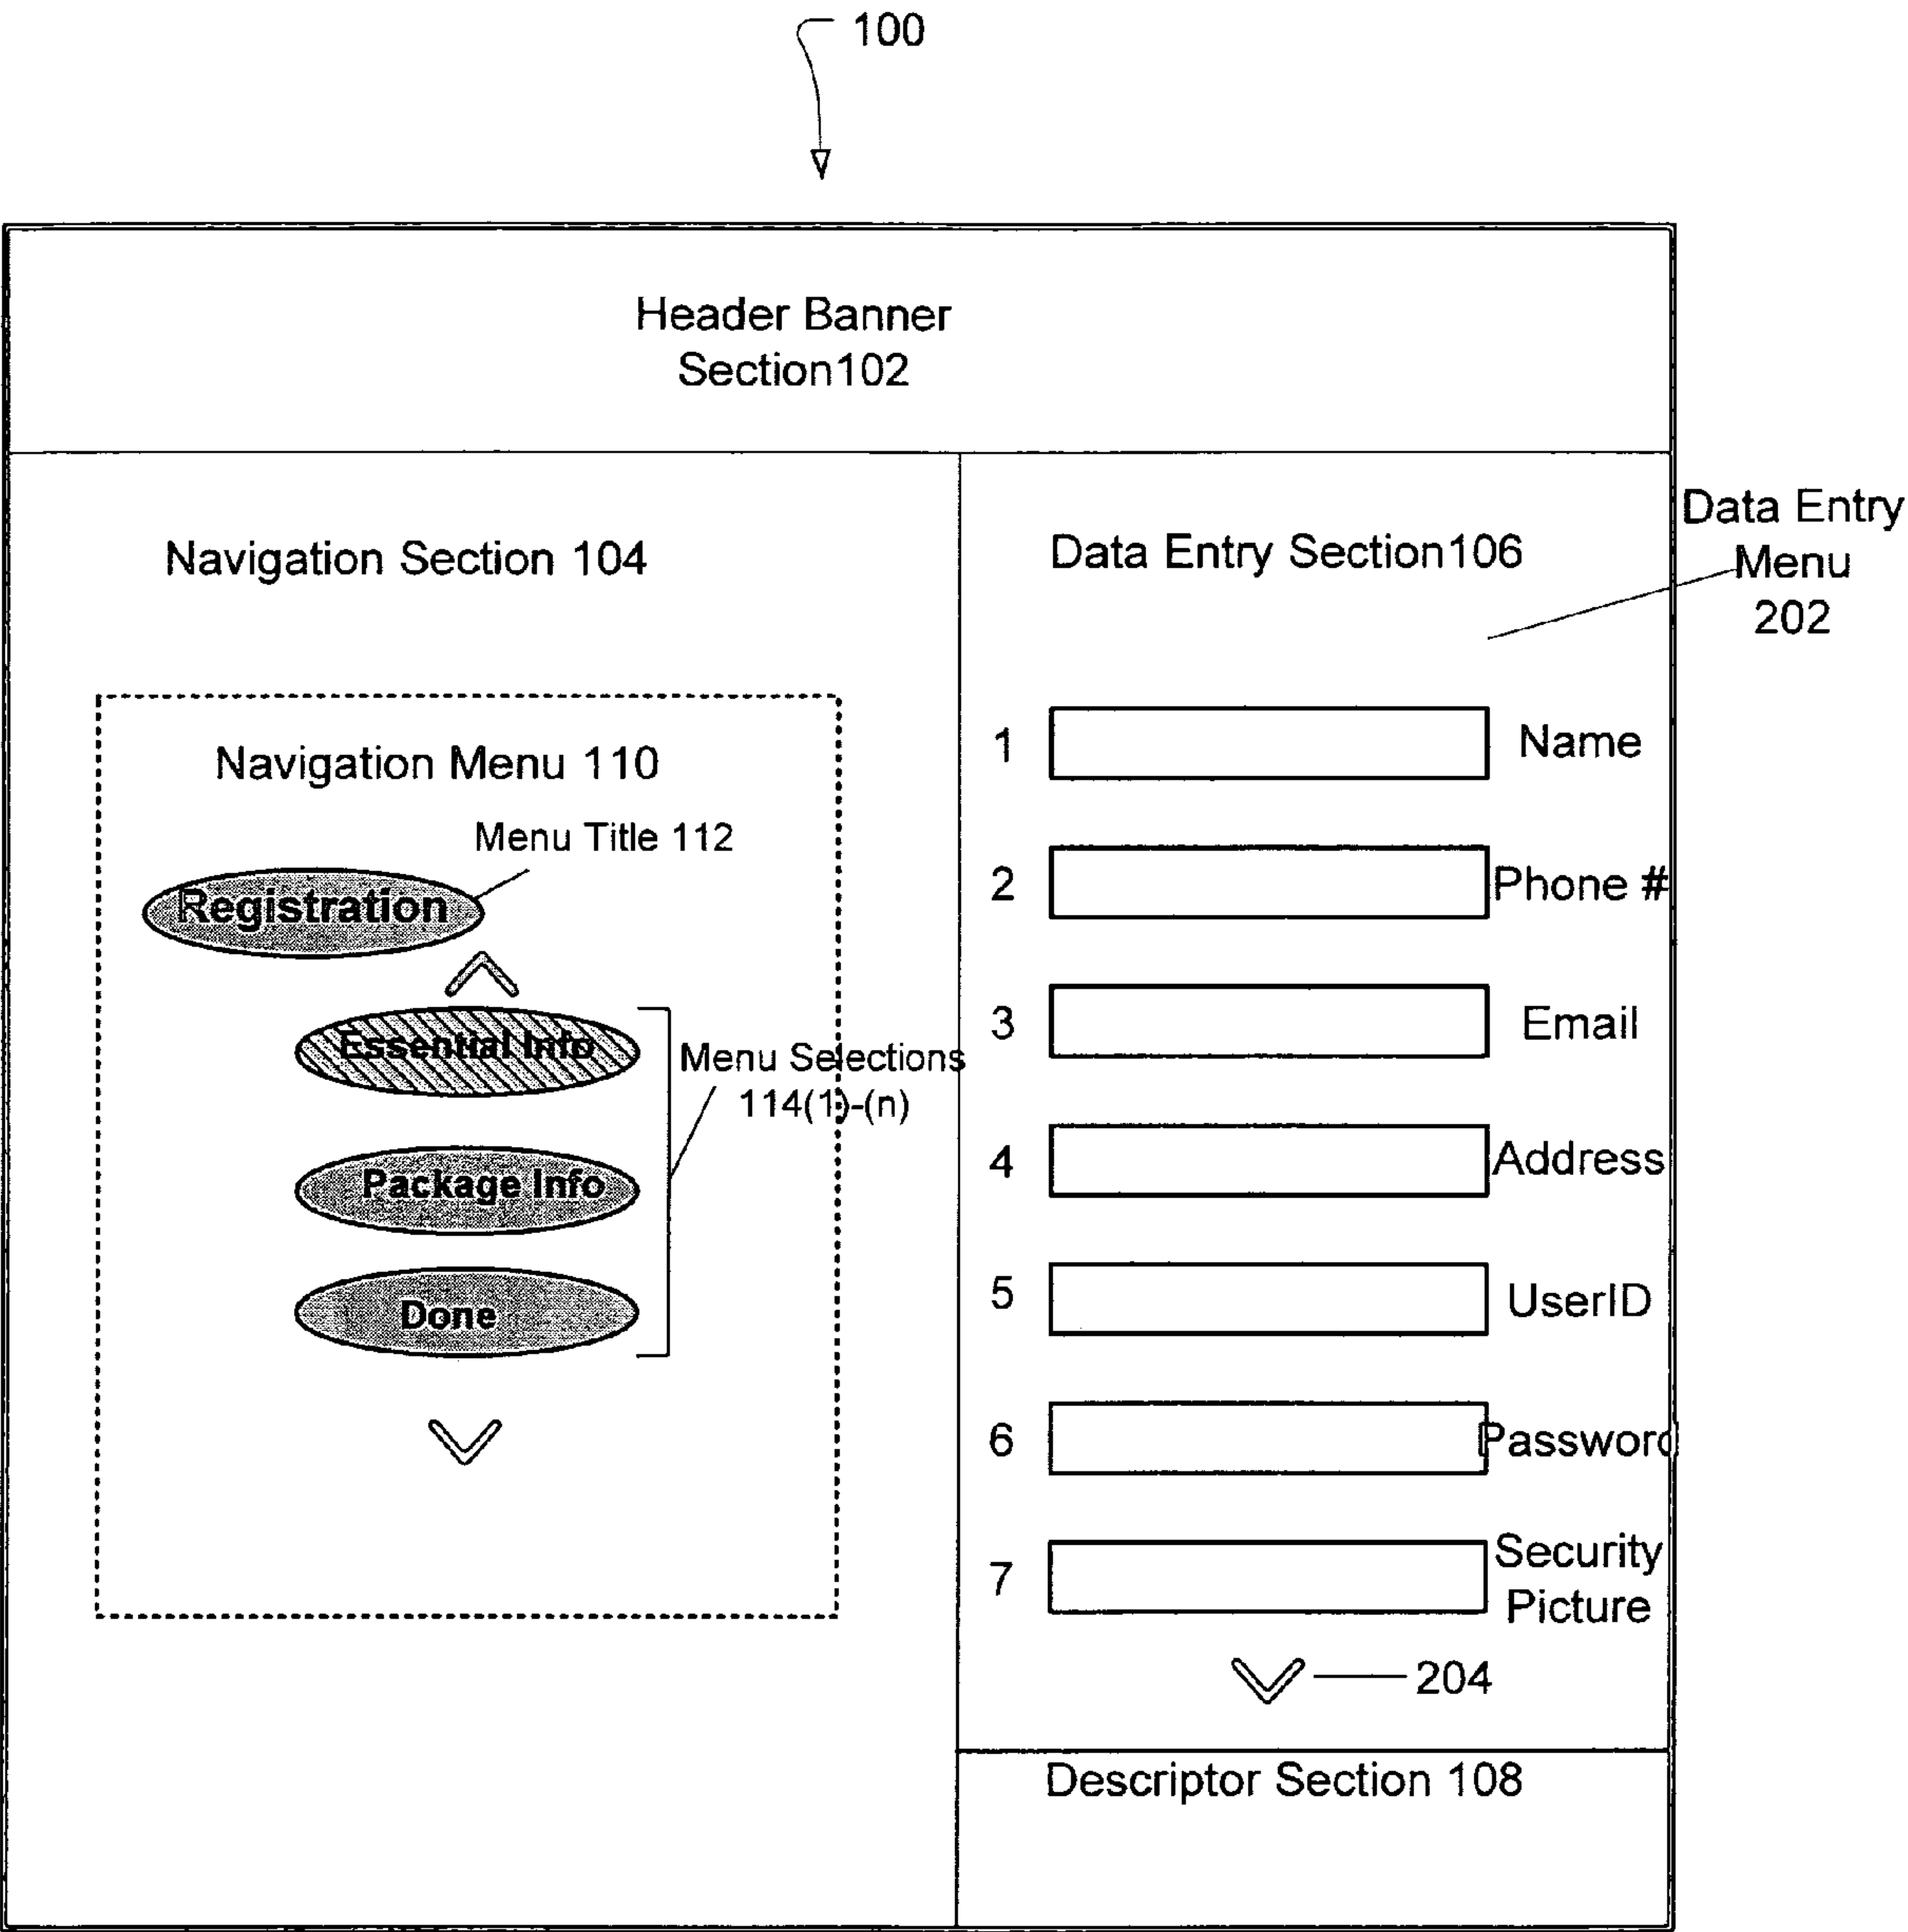 100
Header Banner
Section102
Navigation Section 104
Data Entry Section106
Data Entry
Menu
202
Navigation Menu 110
Menu Title 112
Registration
Essential Info
Package Info
Done
Menu Selections
114(1)-(n)
1 Name
2 Phone #
3 Email
4 Address
5 UserID
6 Password
7 Security
Picture
204
Descriptor Section 108